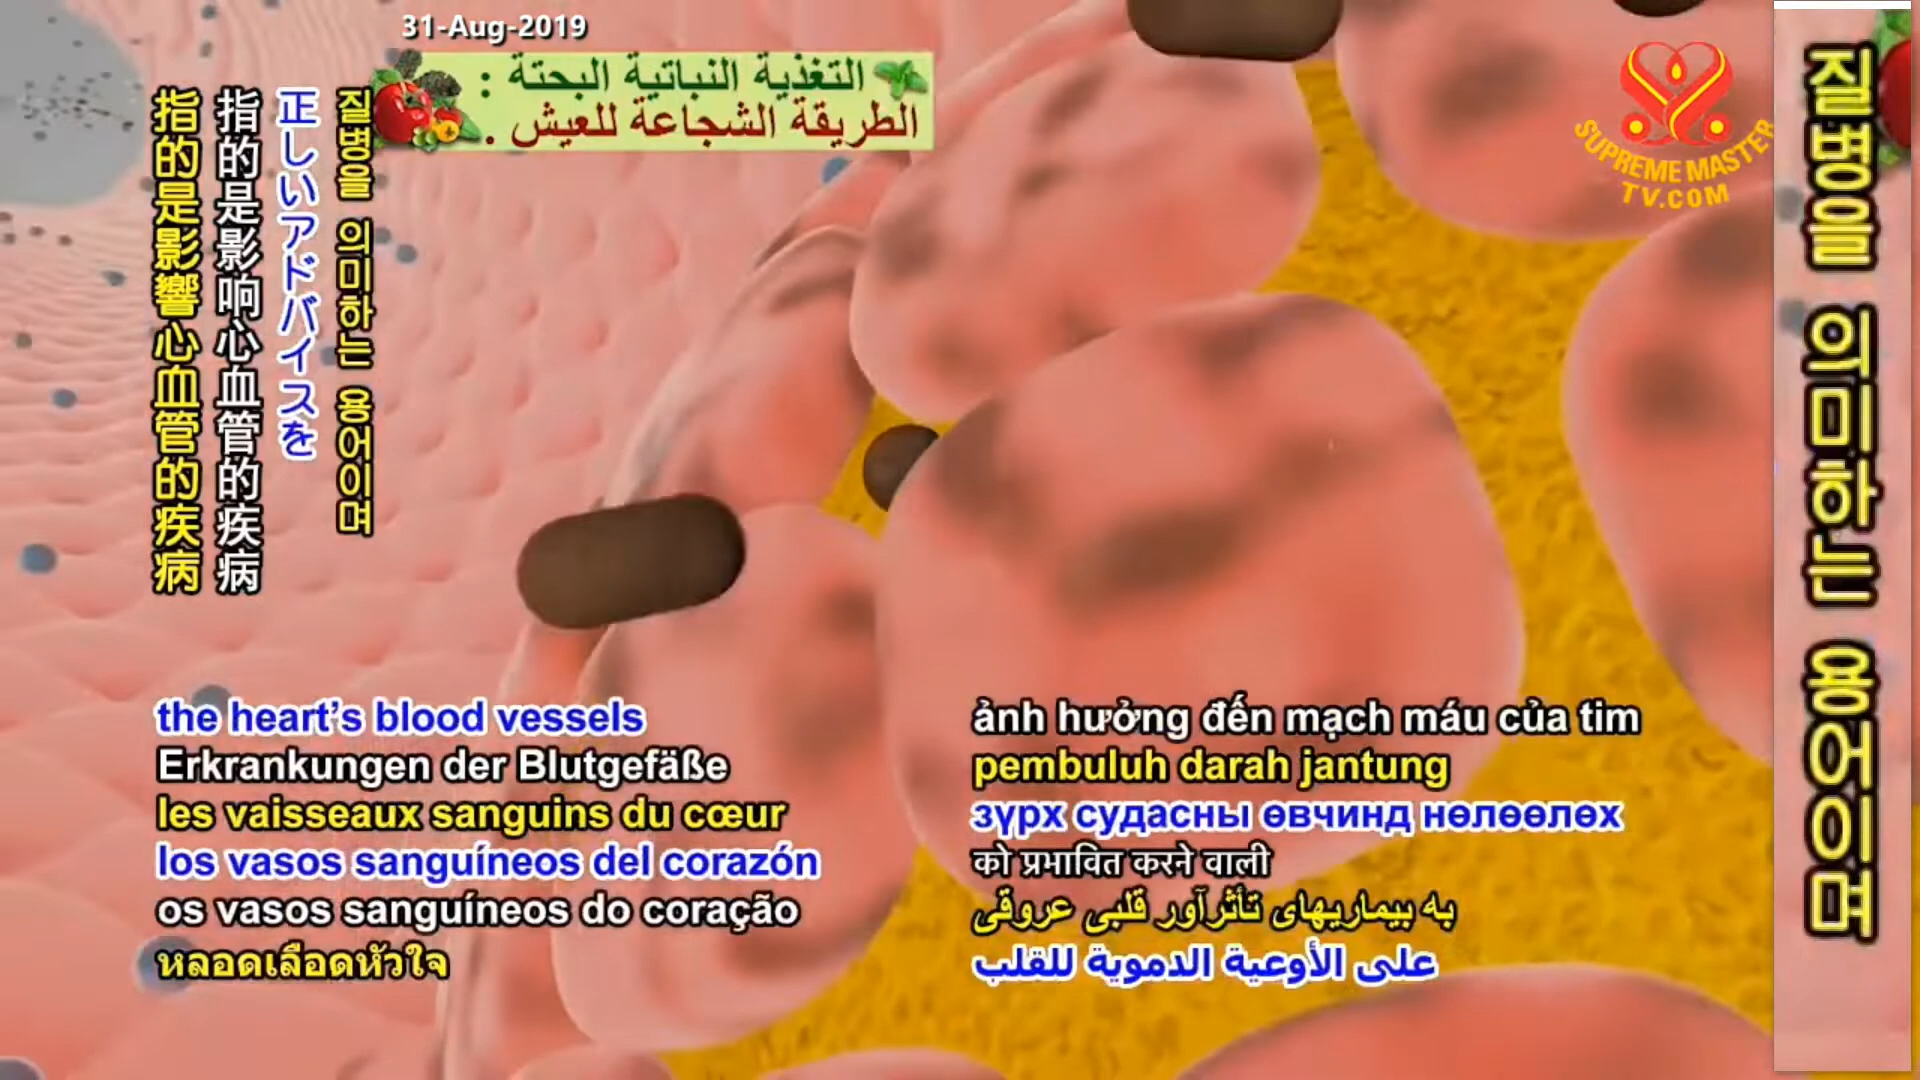 31-Aug-2019
التغذية النباتية البحتة :
الطريقة الشجاعة للعيش .
SUPREME MASTER
TV.COM
질병을 의미하는 용어이며
正しいアドバイスを
指的是影响心血管的疾病
指的是影響心血管的疾病
질병을 의미하는 용어이며
the heart’s blood vessels
Erkrankungen der Blutgefäße
les vaisseaux sanguins du cœur
los vasos sanguíneos del corazón
os vasos sanguíneos do coração
หลอดเลือดหัวใจ
ảnh hưởng đến mạch máu của tim
pembuluh darah jantung
зүрх судасны өвчинд нөлөөлөх
को प्रभावित करने वाली
به بیماریهای تأثرآور قلبی عروقی
على الأوعية الدموية للقلب